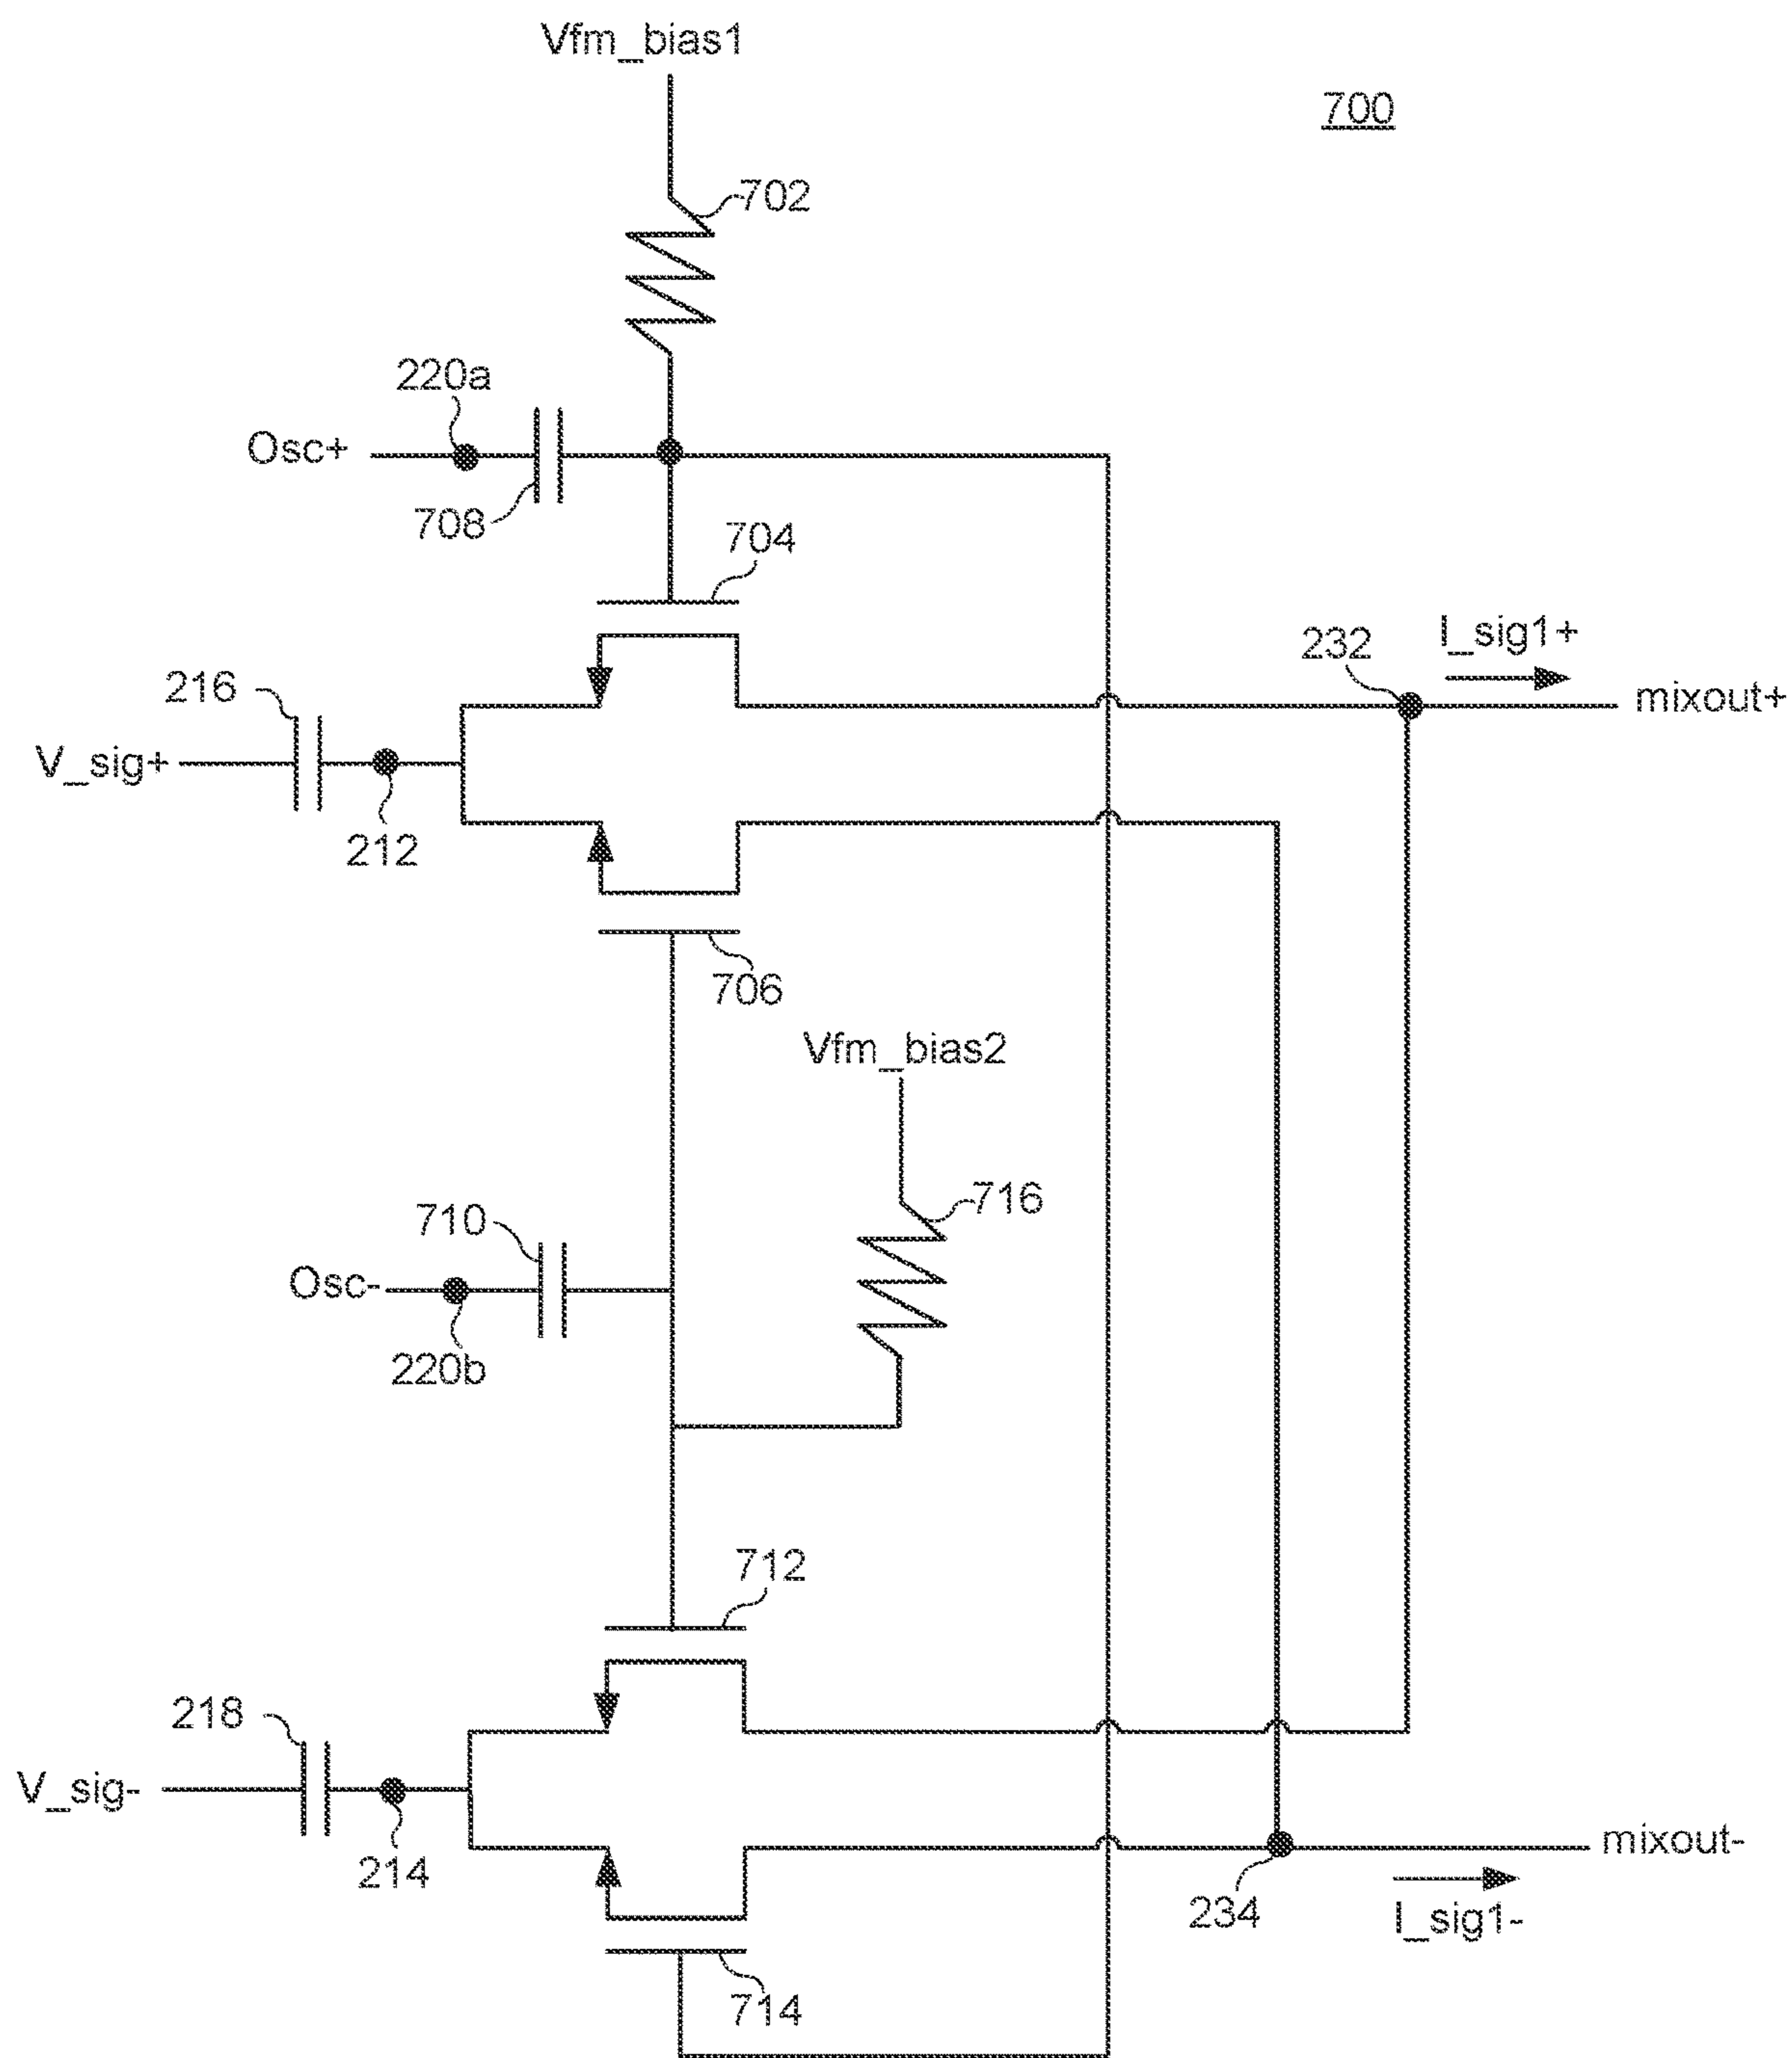 Vfm_bias1
700
702
220a
Osc+
708
704
232
I_sig1+
216
mixout+
V_sig+
212
706
Vfm_bias2
716
710
Osc-
220b
712
218
V_sig-
214
mixout-
234
I_sig1-
714